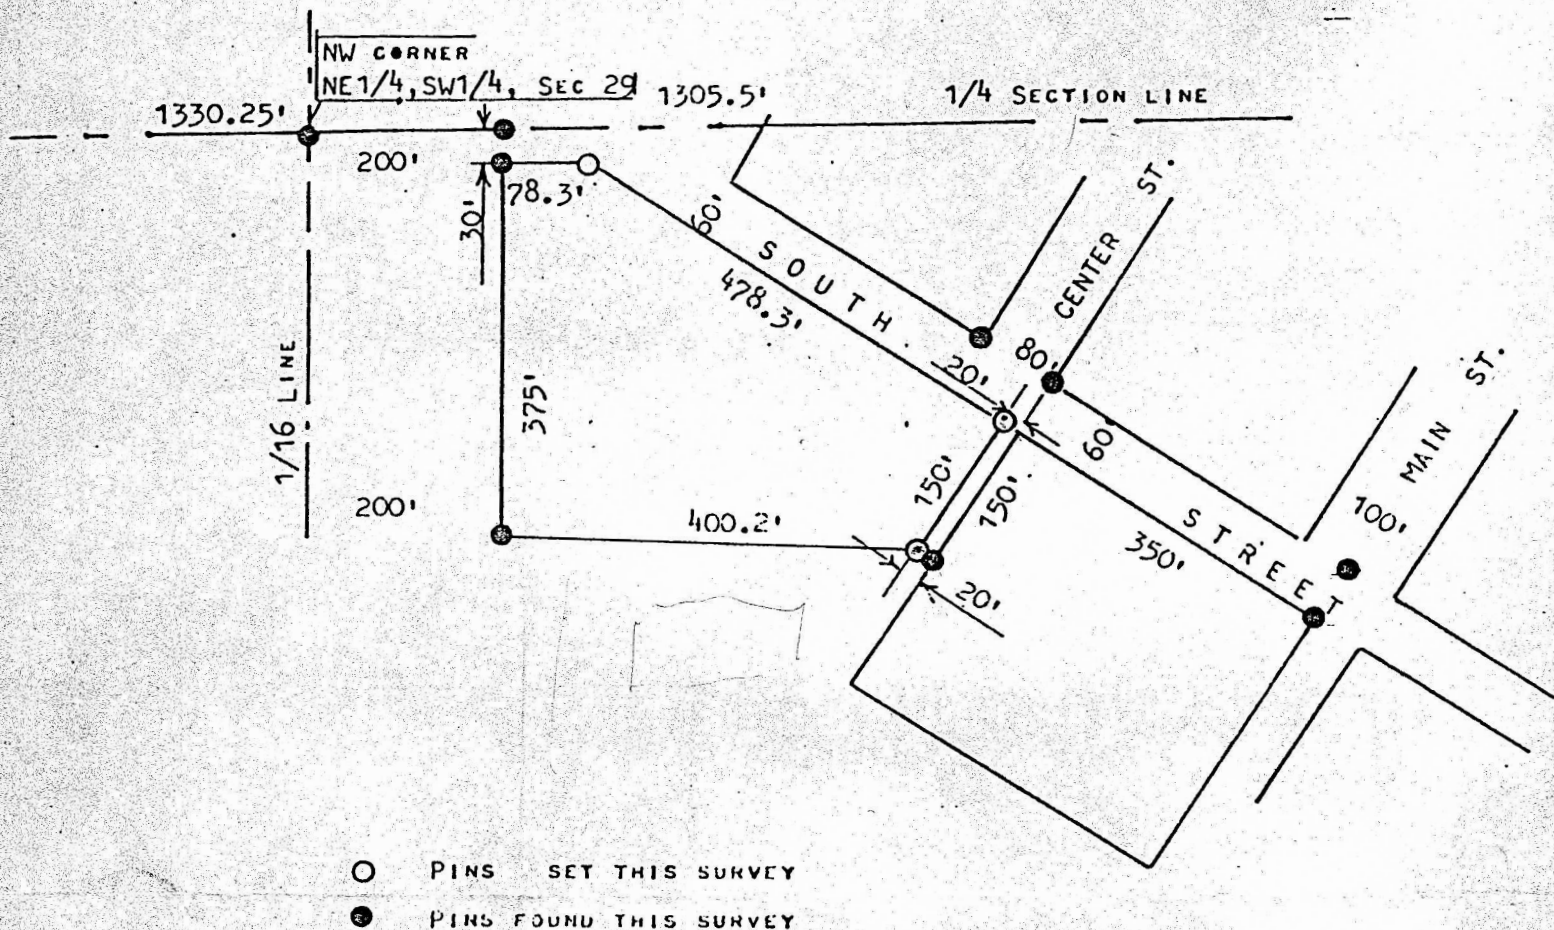 NW CORNER
NE1/4, SW1/4, SEC 29
1330.25'
1305.5'
1/4 SECTION LINE
200'
78.3'
30'
60'
SOUTH
478.3'
CENTER ST.
80'
20'
1/16 LINE
375'
60'
150'
150'
MAIN ST.
200'
400.2'
STREET
350'
100'
20'
PINS SET THIS SURVEY
PINS FOUND THIS SURVEY